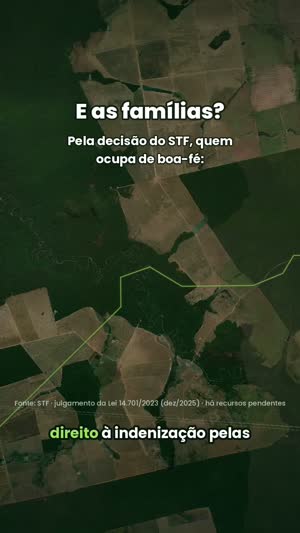 E as famílias?
Pela decisão do STF, quem
ocupa de boa-fé:
Fonte: STF · julgamento da Lei 14.701/2023 (dez/2025) · há recursos pendentes
direito à indenização pelas